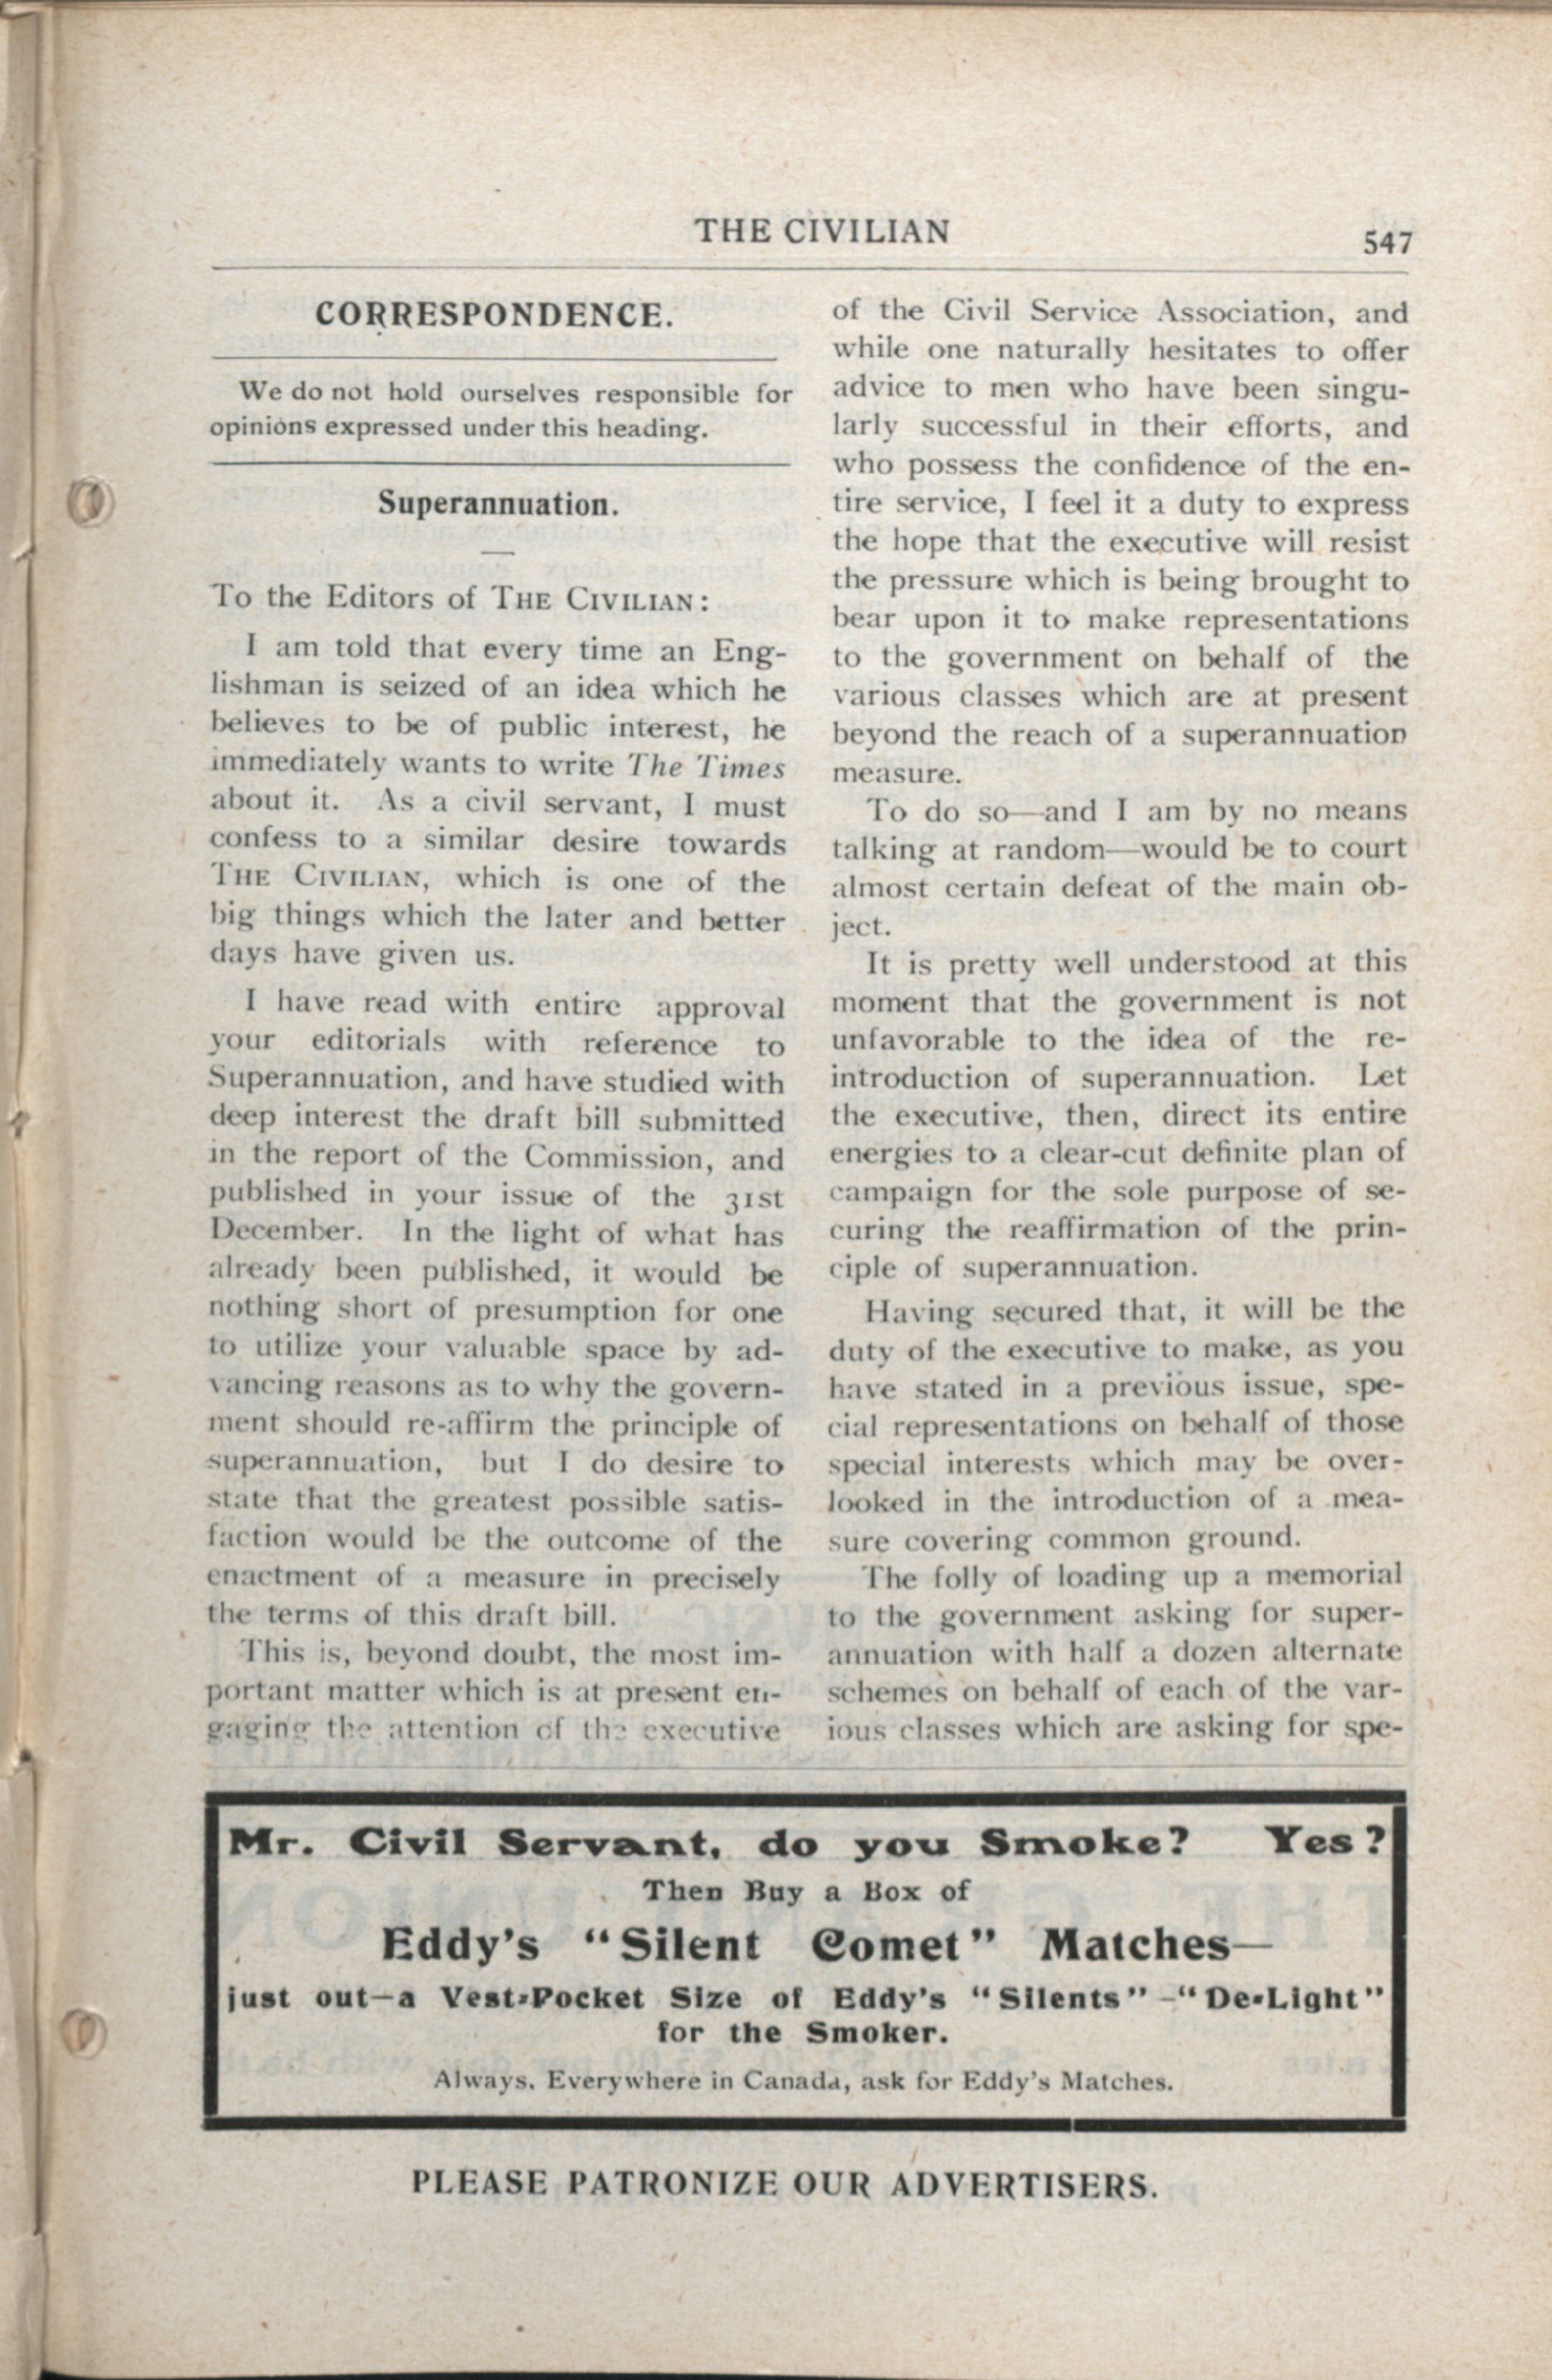 THE CIVILIAN
547
CORRESPONDENCE.
We do not hold ourselves responsible for
opinions expressed under this heading.
Superannuation.
To the Editors of THE CIVILIAN:
I am told that every time an Eng-
lishman is seized of an idea which he
believes to be of public interest, he
immediately wants to write The Times
about it. As a civil servant, I must
confess to a similar desire towards
THE CIVILIAN, which is one of the
big things which the later and better
days have given us.
I have read with entire approval
your editorials with reference to
Superannuation, and have studied with
deep interest the draft bill submitted
in the report of the Commission, and
published in your issue of the 31st
December. In the light of what has
already been published, it would be
nothing short of presumption for one
to utilize your valuable space by ad-
vancing reasons as to why the govern-
ment should re-affirm the principle of
superannuation, but I do desire to
state that the greatest possible satis-
faction would be the outcome of the
enactment of a measure in precisely
the terms of this draft bill.
This is, beyond doubt, the most im-
portant matter which is at present en-
gaging the attention of the executive
of the Civil Service Association, and
while one naturally hesitates to offer
advice to men who have been singu-
larly successful in their efforts, and
who possess the confidence of the en-
tire service, I feel it a duty to express
the hope that the executive will resist
the pressure which is being brought to
bear upon it to make representations
to the government on behalf of the
various classes which are at present
beyond the reach of a superannuation
measure.
To do so—and I am by no means
talking at random—would be to court
almost certain defeat of the main ob-
ject.
It is pretty well understood at this
moment that the government is not
unfavorable to the idea of the re-
introduction of superannuation. Let
the executive, then, direct its entire
energies to a clear-cut definite plan of
campaign for the sole purpose of se-
curing the reaffirmation of the prin-
ciple of superannuation.
Having secured that, it will be the
duty of the executive to make, as you
have stated in a previous issue, spe-
cial representations on behalf of those
special interests which may be over-
looked in the introduction of a mea-
sure covering common ground.
The folly of loading up a memorial
to the government asking for super-
annuation with half a dozen alternate
schemes on behalf of each of the var-
ious classes which are asking for spe-
Mr. Civil Servant, do you Smoke? Yes?
Then Buy a Box of
Eddy's "Silent Comet" Matches—
just out—a Vest-Pocket Size of Eddy's "Silents"—"De-Light"
for the Smoker.
Always, Everywhere in Canada, ask for Eddy's Matches.
PLEASE PATRONIZE OUR ADVERTISERS.